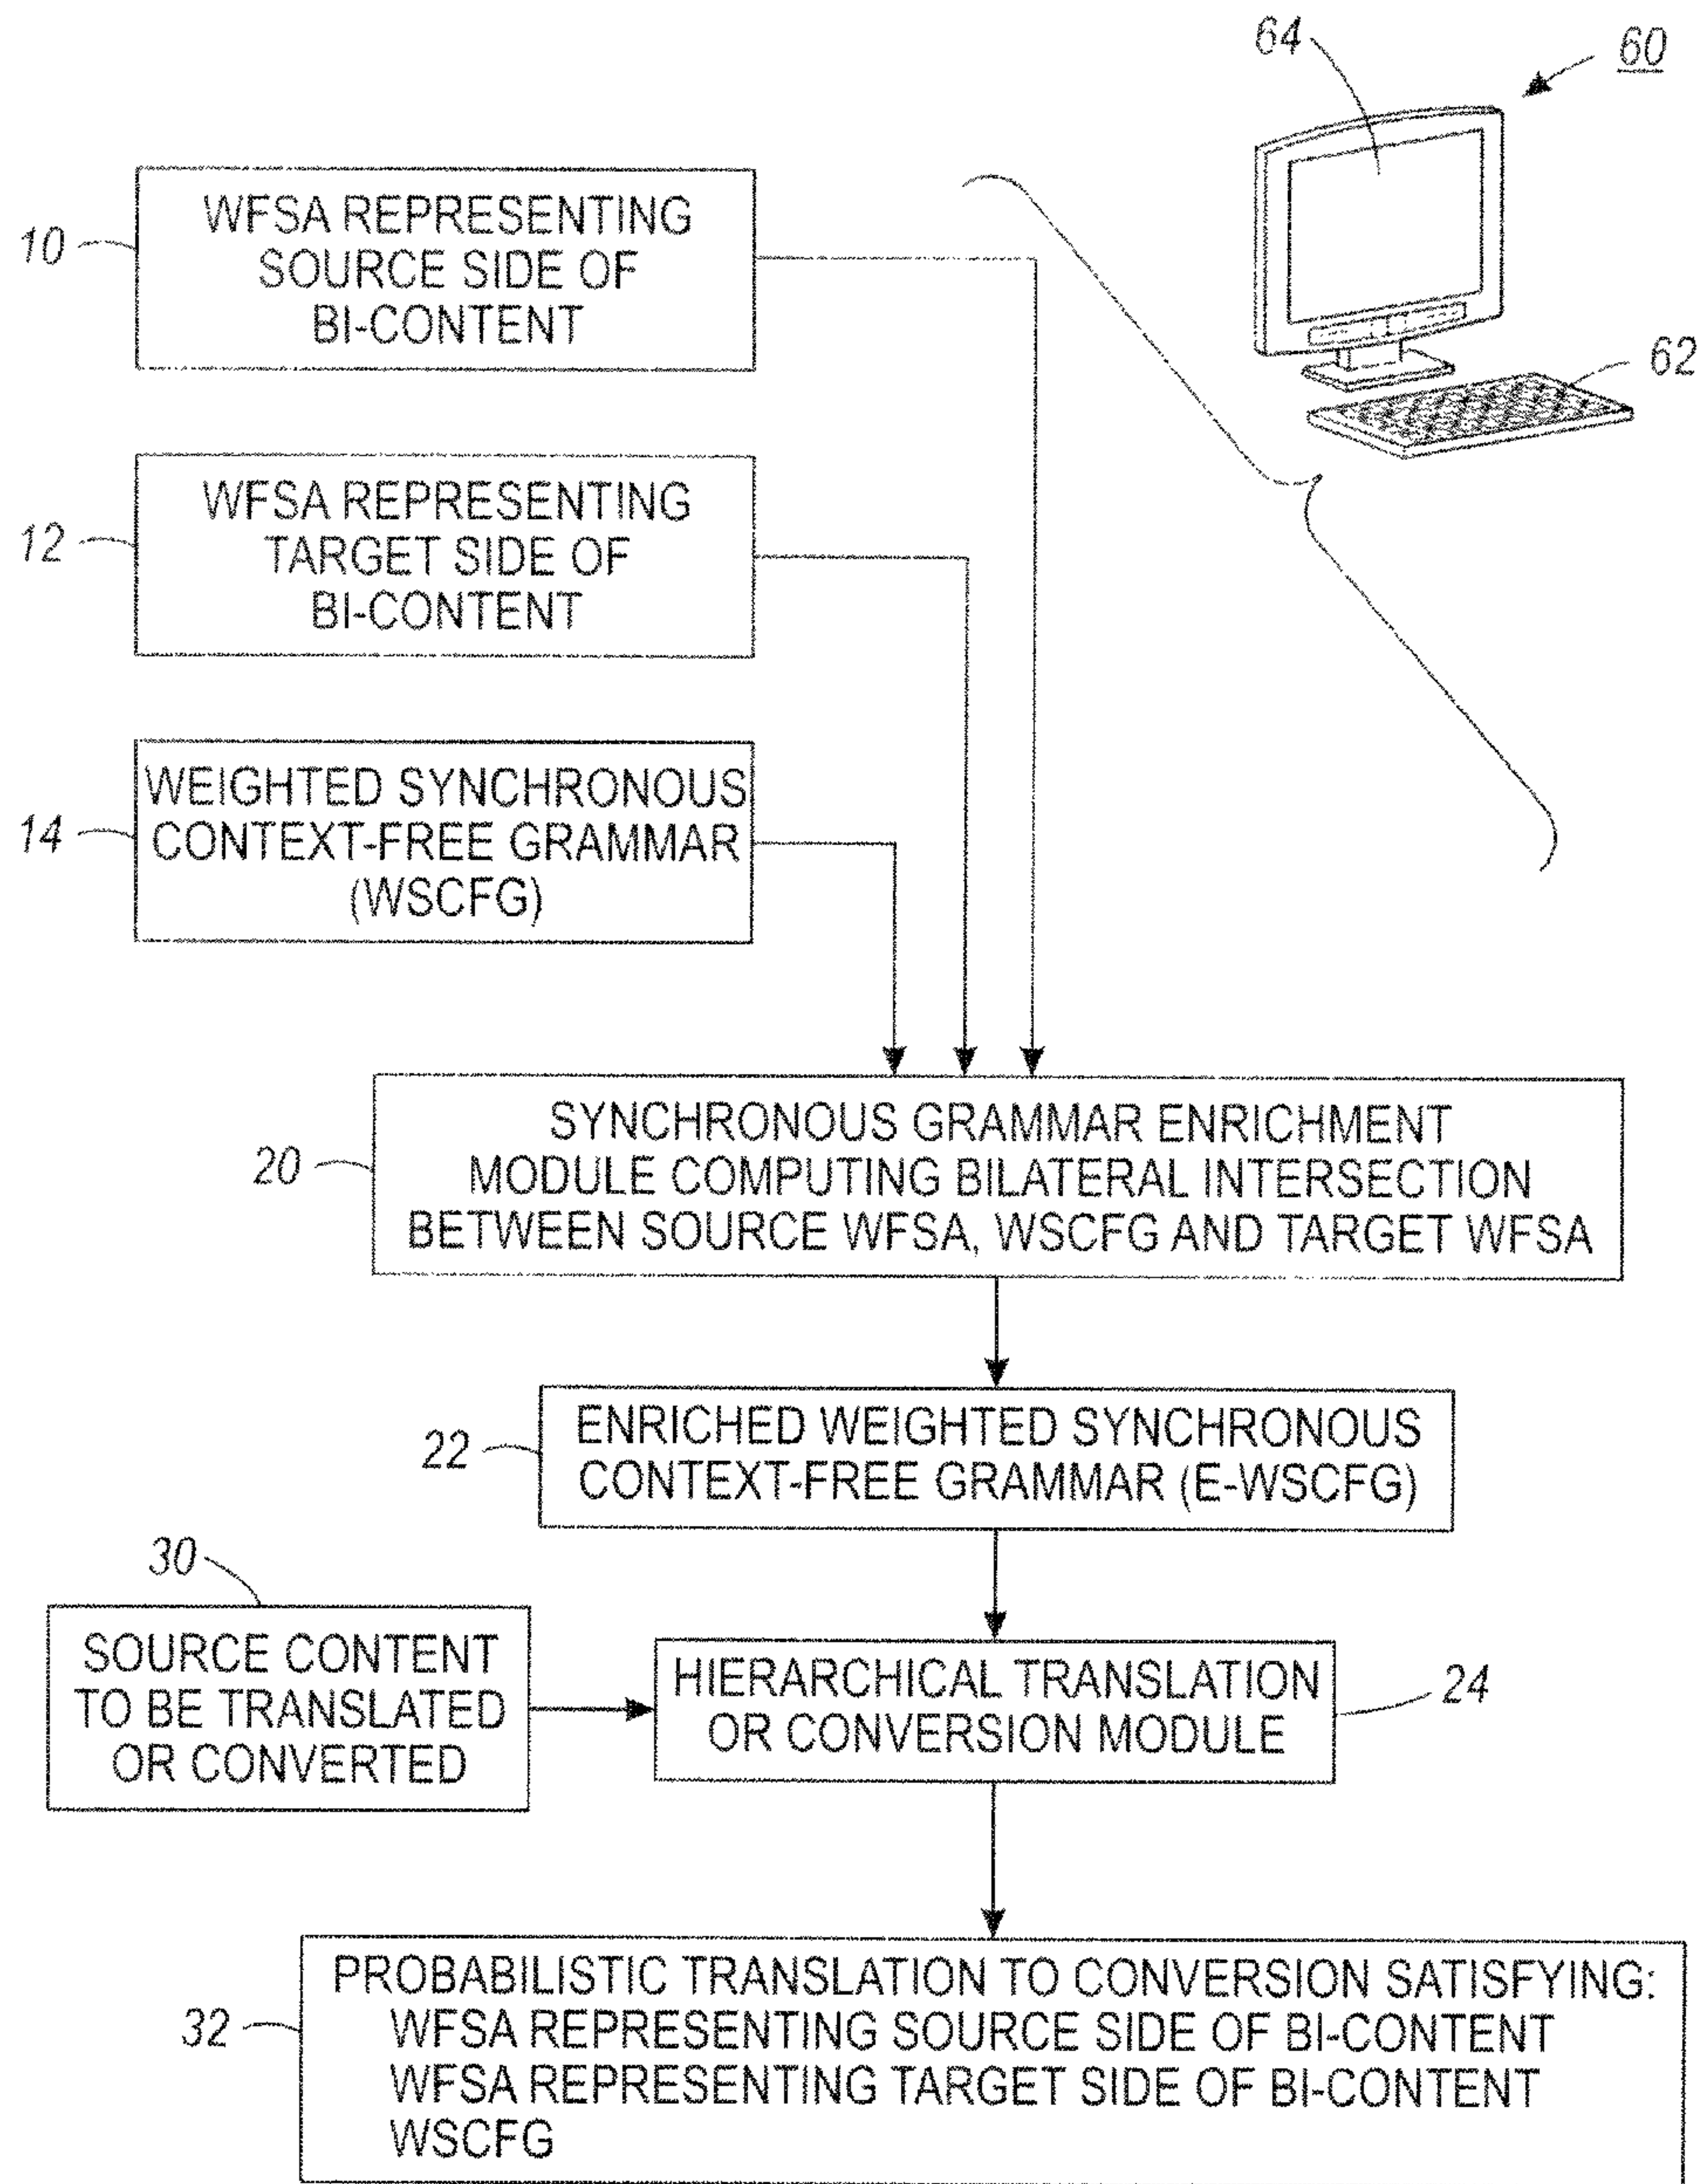 64
60
WFSA REPRESENTING
SOURCE SIDE OF
BI-CONTENT
10
62
WFSA REPRESENTING
TARGET SIDE OF
BI-CONTENT
12
WEIGHTED SYNCHRONOUS
CONTEXT-FREE GRAMMAR
(WSCFG)
14
SYNCHRONOUS GRAMMAR ENRICHMENT
MODULE COMPUTING BILATERAL INTERSECTION
BETWEEN SOURCE WFSA, WSCFG AND TARGET WFSA
20
ENRICHED WEIGHTED SYNCHRONOUS
CONTEXT-FREE GRAMMAR (E-WSCFG)
22
30
SOURCE CONTENT
TO BE TRANSLATED
OR CONVERTED
HIERARCHICAL TRANSLATION
OR CONVERSION MODULE
24
PROBABILISTIC TRANSLATION TO CONVERSION SATISFYING:
WFSA REPRESENTING SOURCE SIDE OF BI-CONTENT
WFSA REPRESENTING TARGET SIDE OF BI-CONTENT
WSCFG
32